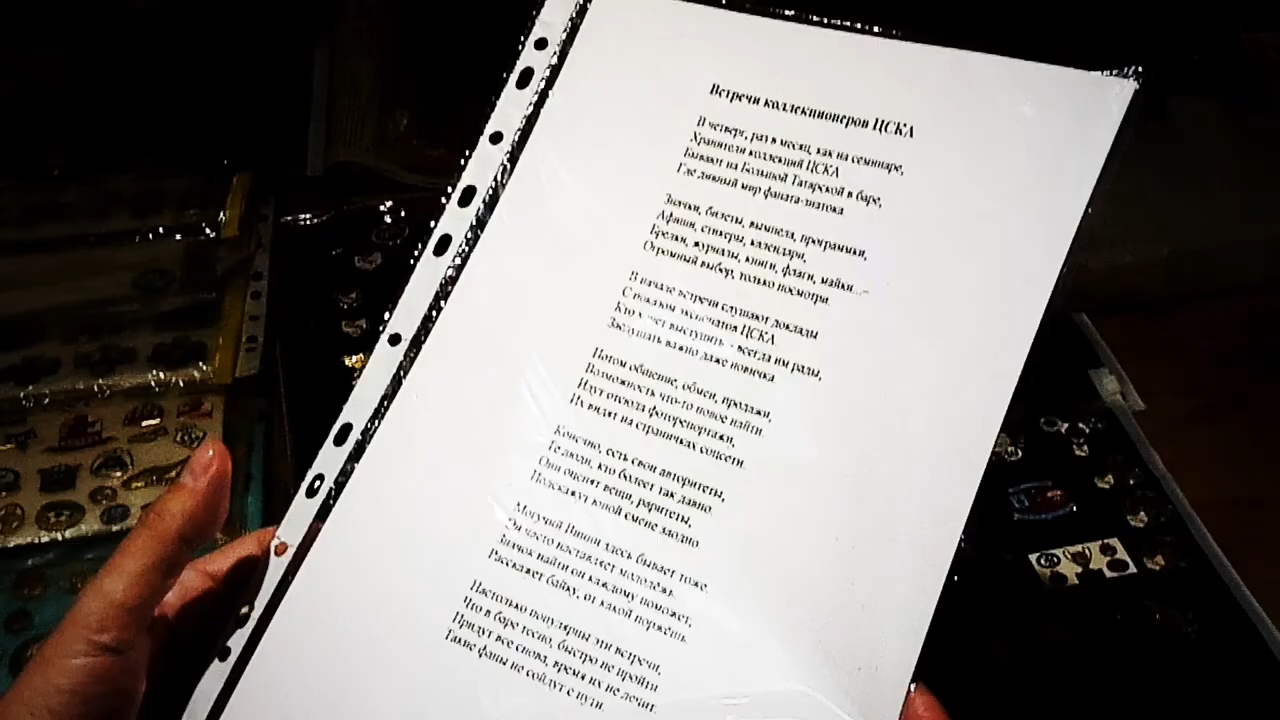 Встречи коллекционеров ЦСКА
В четверг, раз в месяц, как на семинаре,
Хранители коллекций ЦСКА
Бывают на Большой Татарской в баре,
Где дивный мир фаната-знатока
Значки, билеты, вымпела, программки,
Афиши, стикеры, календари,
Брелки, журналы, книги, флаги, майки...–
Огромный выбор, только посмотри.
В начале встречи слушают доклады
С показом экспонатов ЦСКА
Кто хочет выступить - всегда им рады,
Заслушать важно даже новичка
Потом общение, обмен, продажи,
Возможность что-то новое найти
Идут отсюда фоторепортажи,
Их видят на страничках соцсети.
Конечно, есть свои авторитеты,
Те люди, кто болеет так давно.
Они оценят вещи, раритеты,
Подскажут юной смене заодно
Могучий Винни здесь бывает тоже,
Он часто наставляет молодёжь.
Значок найти он каждому поможет,
Расскажет байку, от какой поржёшь.
Настолько популярны эти встречи,
Что в баре тесно, быстро не пройти
Придут все снова, время их не лечит.
Такие фаны не сойдут с пути.